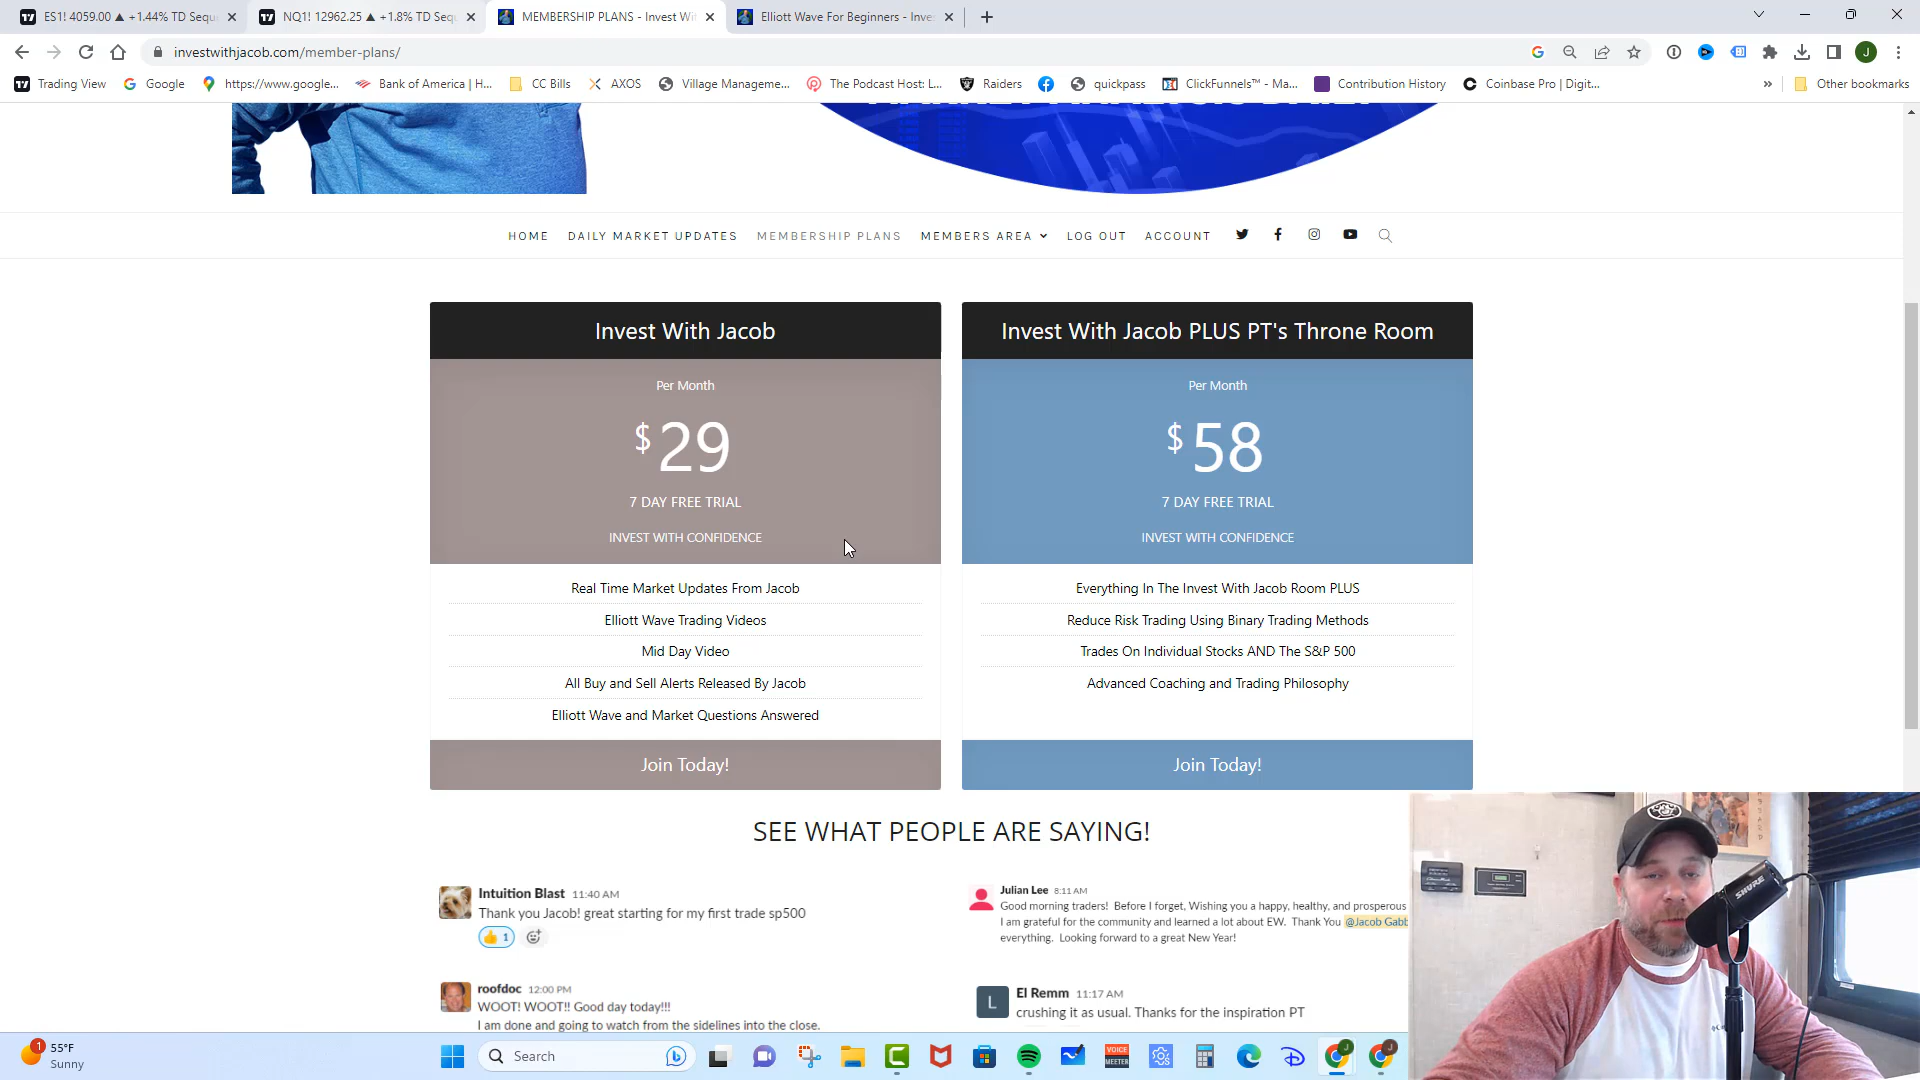 ES1! 4059.00 ▲ +1.44% TD Sequ
NQ1! 12962.25 ▲ +1.8% TD Seq
MEMBERSHIP PLANS - Invest Wit
Elliott Wave For Beginners - Inve
investwithjacob.com/member-plans/
J
Trading View
Google
https://www.google...
Bank of America | H...
CC Bills
AXOS
Village Manageme...
The Podcast Host: L...
Raiders
quickpass
ClickFunnels™ - Ma...
Contribution History
Coinbase Pro | Digit...
»
Other bookmarks
HOME
DAILY MARKET UPDATES
MEMBERSHIP PLANS
MEMBERS AREA
LOG OUT
ACCOUNT
Invest With Jacob
Per Month
$29
7 DAY FREE TRIAL
INVEST WITH CONFIDENCE
Real Time Market Updates From Jacob
Elliott Wave Trading Videos
Mid Day Video
All Buy and Sell Alerts Released By Jacob
Elliott Wave and Market Questions Answered
Join Today!
Invest With Jacob PLUS PT's Throne Room
Per Month
$58
7 DAY FREE TRIAL
INVEST WITH CONFIDENCE
Everything In The Invest With Jacob Room PLUS
Reduce Risk Trading Using Binary Trading Methods
Trades On Individual Stocks AND The S&P 500
Advanced Coaching and Trading Philosophy
Join Today!
SEE WHAT PEOPLE ARE SAYING!
Intuition Blast 11:40 AM
Thank you Jacob! great starting for my first trade sp500
1
roofdoc 12:00 PM
WOOT! WOOT!! Good day today!!!
I am done and going to watch from the sidelines into the close.
Julian Lee 8:11 AM
Good morning traders! Before I forget, Wishing you a happy, healthy, and prosperous
I am grateful for the community and learned a lot about EW. Thank You @Jacob Gabb
everything. Looking forward to a great New Year!
L
El Remm 11:17 AM
crushing it as usual. Thanks for the inspiration PT
SHURE
1
55°F
Sunny
Search
VOICE
MEETER